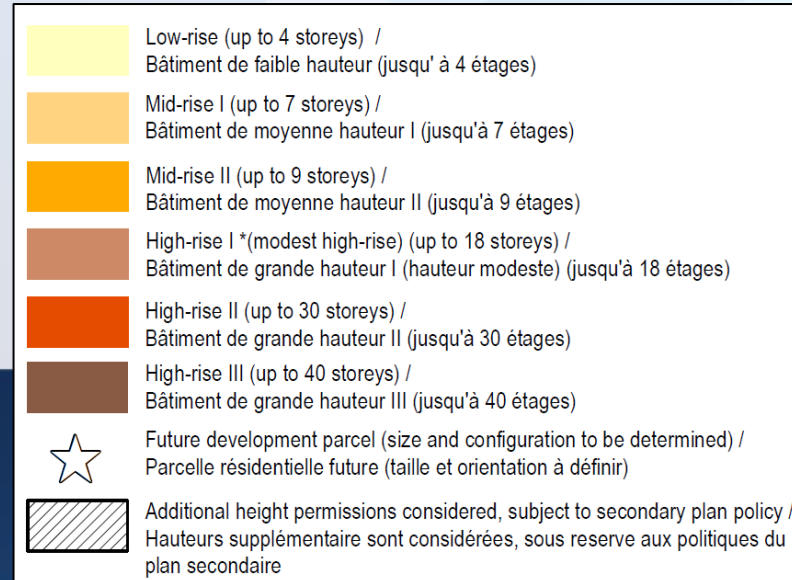 Low-rise (up to 4 storeys) /
Bâtiment de faible hauteur (jusqu' à 4 étages)
Mid-rise I (up to 7 storeys) /
Bâtiment de moyenne hauteur I (jusqu'à 7 étages)
Mid-rise II (up to 9 storeys) /
Bâtiment de moyenne hauteur II (jusqu'à 9 étages)
High-rise I *(modest high-rise) (up to 18 storeys) /
Bâtiment de grande hauteur I (hauteur modeste) (jusqu'à 18 étages)
High-rise II (up to 30 storeys) /
Bâtiment de grande hauteur II (jusqu'à 30 étages)
High-rise III (up to 40 storeys) /
Bâtiment de grande hauteur III (jusqu'à 40 étages)
Future development parcel (size and configuration to be determined) /
Parcelle résidentielle future (taille et orientation à définir)
Additional height permissions considered, subject to secondary plan policy /
Hauteurs supplémentaire sont considérées, sous reserve aux politiques du
plan secondaire